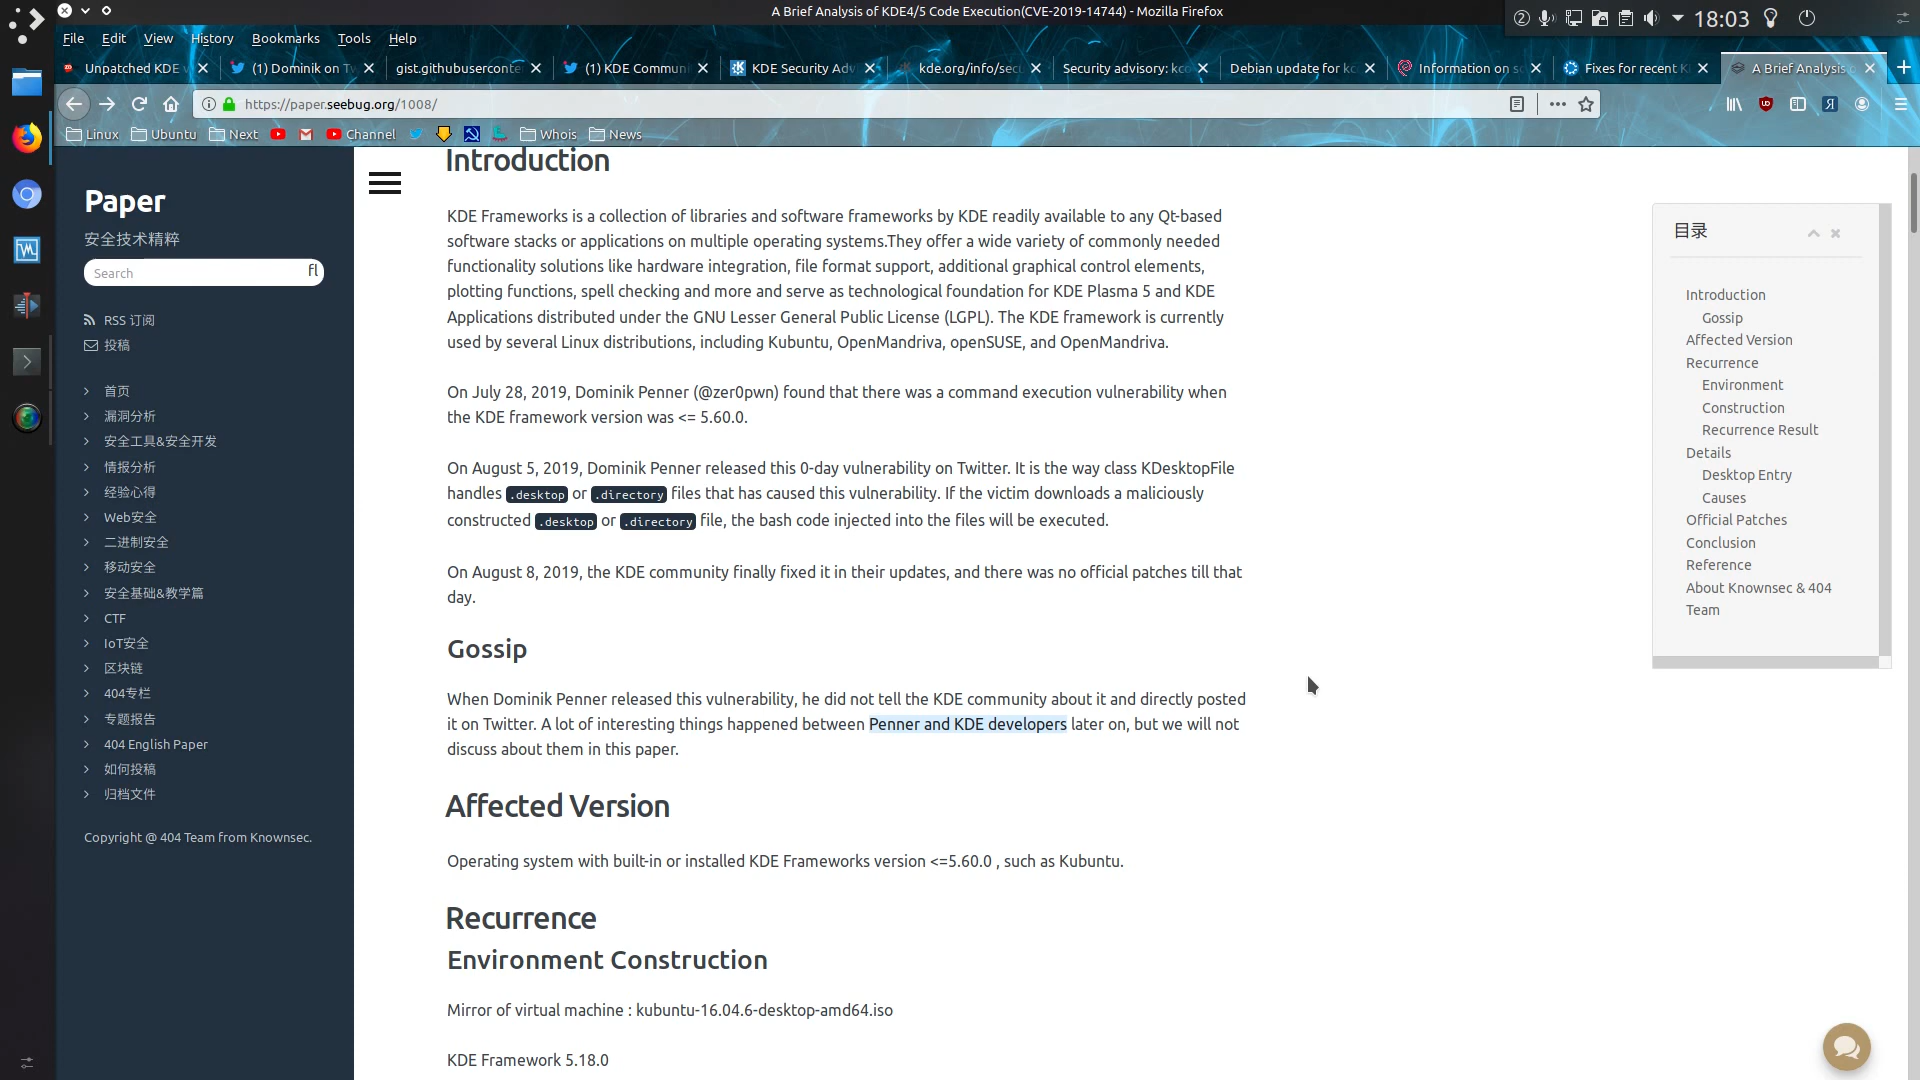 A Brief Analysis of KDE4/5 Code Execution(CVE-2019-14744) - Mozilla Firefox
2
18:03
File Edit View History Bookmarks Tools Help
Unpatched KDE
(1) Dominik on Tw
gist.githubuserconte
(1) KDE Commun
KDE Security Adv
kde.org/info/secu
Security advisory: kco
Debian update for kc
Information on s
Fixes for recent K
A Brief Analysis o
https://paper.seebug.org/1008/
Linux Ubuntu Next Channel Whois News
Paper
安全技术精粹
Search fl
RSS 订阅
投稿
首页
漏洞分析
安全工具&安全开发
情报分析
经验心得
Web安全
二进制安全
移动安全
安全基础&教学篇
CTF
IoT安全
区块链
404专栏
专题报告
404 English Paper
如何投稿
归档文件
Copyright @ 404 Team from Knownsec.
Introduction
KDE Frameworks is a collection of libraries and software frameworks by KDE readily available to any Qt-based
software stacks or applications on multiple operating systems.They offer a wide variety of commonly needed
functionality solutions like hardware integration, file format support, additional graphical control elements,
plotting functions, spell checking and more and serve as technological foundation for KDE Plasma 5 and KDE
Applications distributed under the GNU Lesser General Public License (LGPL). The KDE framework is currently
used by several Linux distributions, including Kubuntu, OpenMandriva, openSUSE, and OpenMandriva.
On July 28, 2019, Dominik Penner (@zer0pwn) found that there was a command execution vulnerability when
the KDE framework version was <= 5.60.0.
On August 5, 2019, Dominik Penner released this 0-day vulnerability on Twitter. It is the way class KDesktopFile
handles .desktop or .directory files that has caused this vulnerability. If the victim downloads a maliciously
constructed .desktop or .directory file, the bash code injected into the files will be executed.
On August 8, 2019, the KDE community finally fixed it in their updates, and there was no official patches till that
day.
Gossip
When Dominik Penner released this vulnerability, he did not tell the KDE community about it and directly posted
it on Twitter. A lot of interesting things happened between Penner and KDE developers later on, but we will not
discuss about them in this paper.
Affected Version
Operating system with built-in or installed KDE Frameworks version <=5.60.0 , such as Kubuntu.
Recurrence
Environment Construction
Mirror of virtual machine : kubuntu-16.04.6-desktop-amd64.iso
KDE Framework 5.18.0
目录
Introduction
Gossip
Affected Version
Recurrence
Environment
Construction
Recurrence Result
Details
Desktop Entry
Causes
Official Patches
Conclusion
Reference
About Knownsec & 404
Team